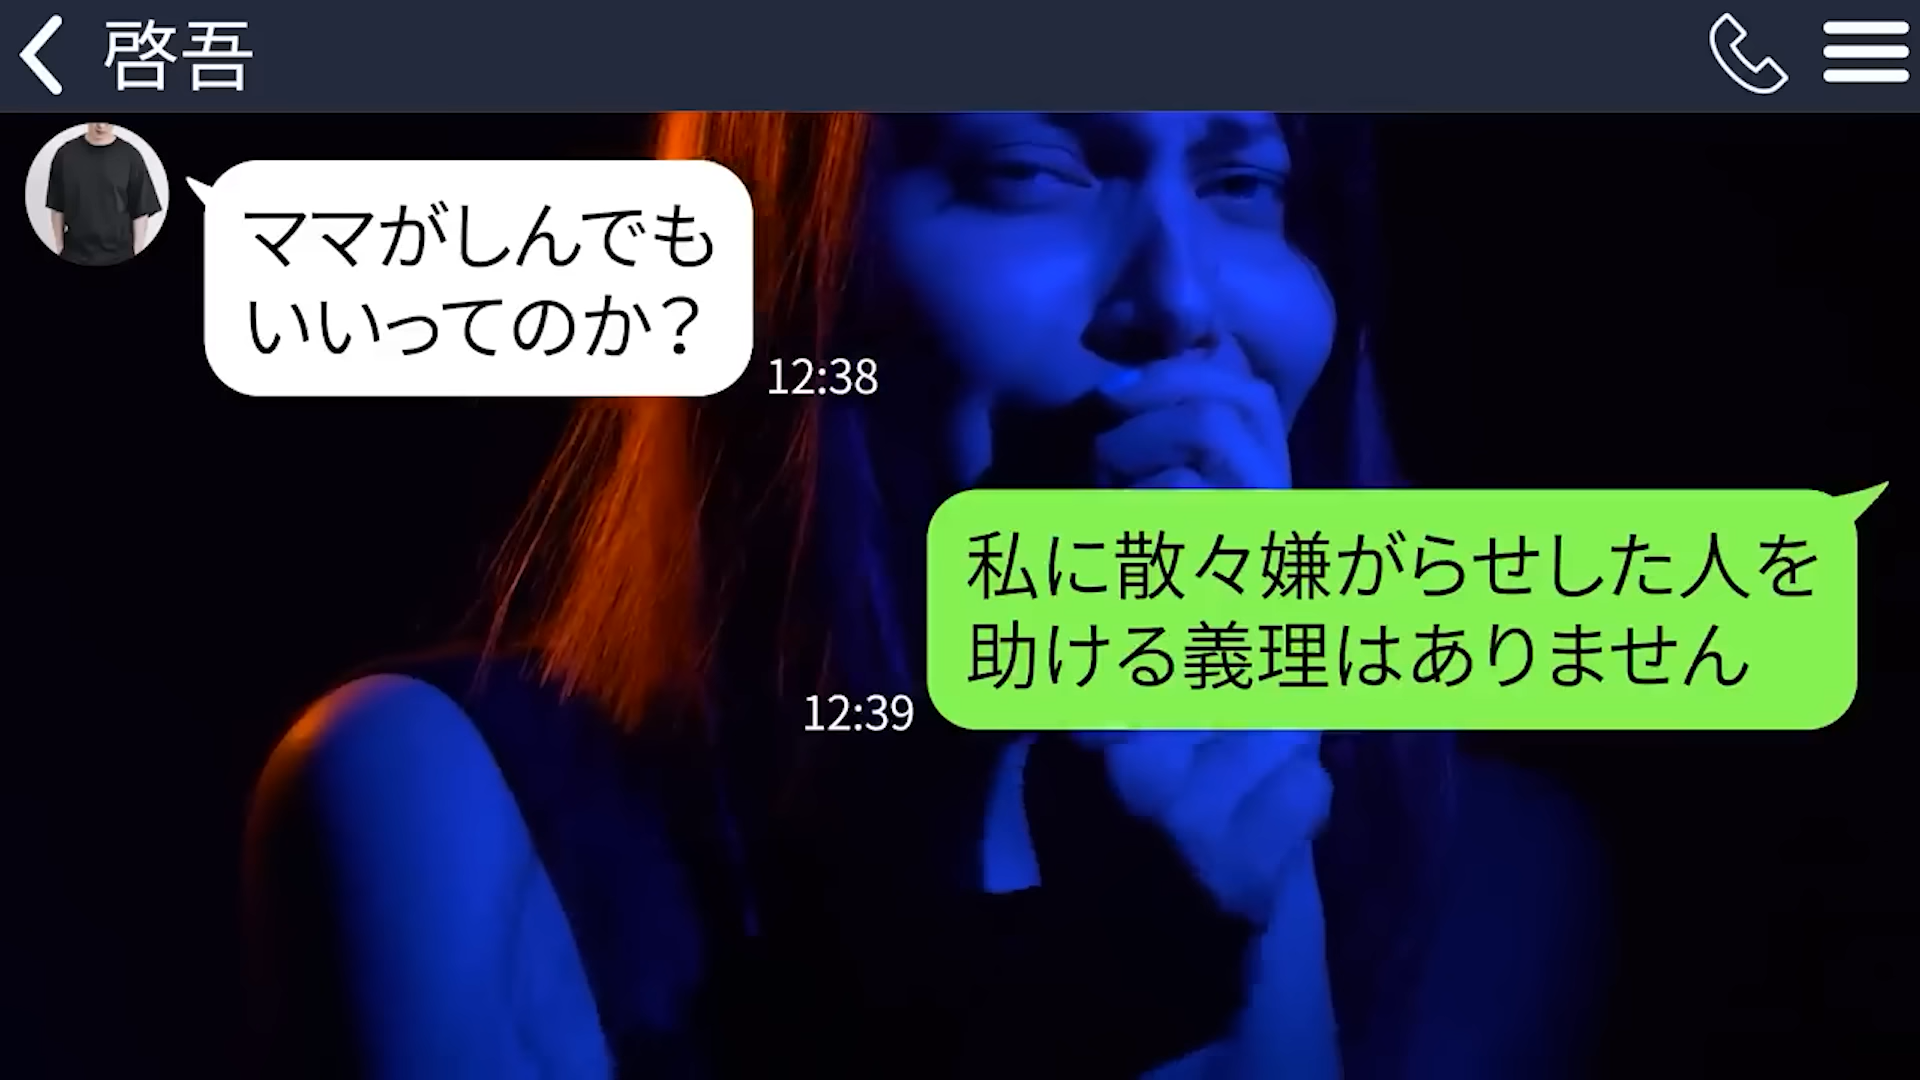 啓吾
ママがしんでも
いいってのか？
12:38
私に散々嫌がらせした人を
助ける義理はありません
12:39